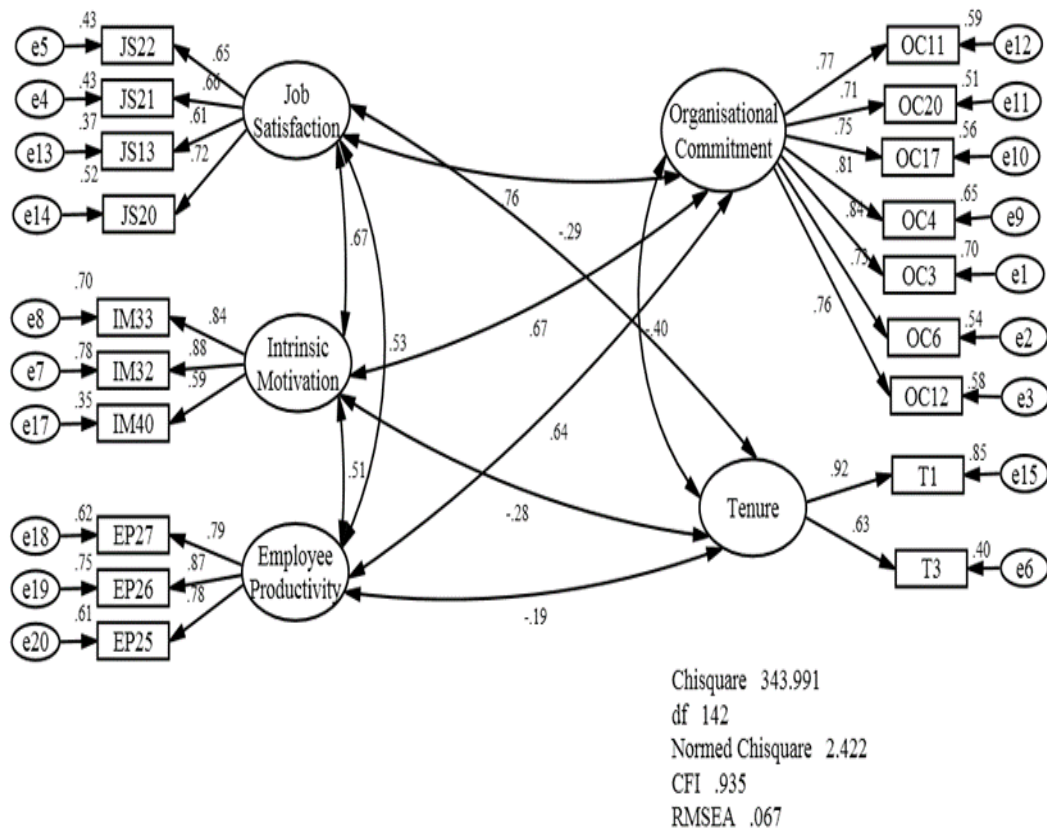 .43
e5
JS22
.65
.43
e4
JS21
.66
.37
e13
JS13
.61
.52
e14
JS20
.72
Job
Satisfaction
.70
e8
IM33
.84
.78
e7
IM32
.88
.35
e17
IM40
.59
Intrinsic
Motivation
.62
e18
EP27
.79
.75
e19
EP26
.87
.61
e20
EP25
.78
Employee
Productivity
.67
.53
.51
.76
-.29
.67
-.40
.64
-.28
-.19
Organisational
Commitment
.77
OC11
.59
e12
.71
OC20
.51
e11
.75
OC17
.56
e10
.81
OC4
.65
e9
.84
OC3
.70
e1
.73
OC6
.54
e2
.76
OC12
.58
e3
Tenure
.92
T1
.85
e15
.63
T3
.40
e6
Chisquare 343.991
df 142
Normed Chisquare 2.422
CFI .935
RMSEA .067